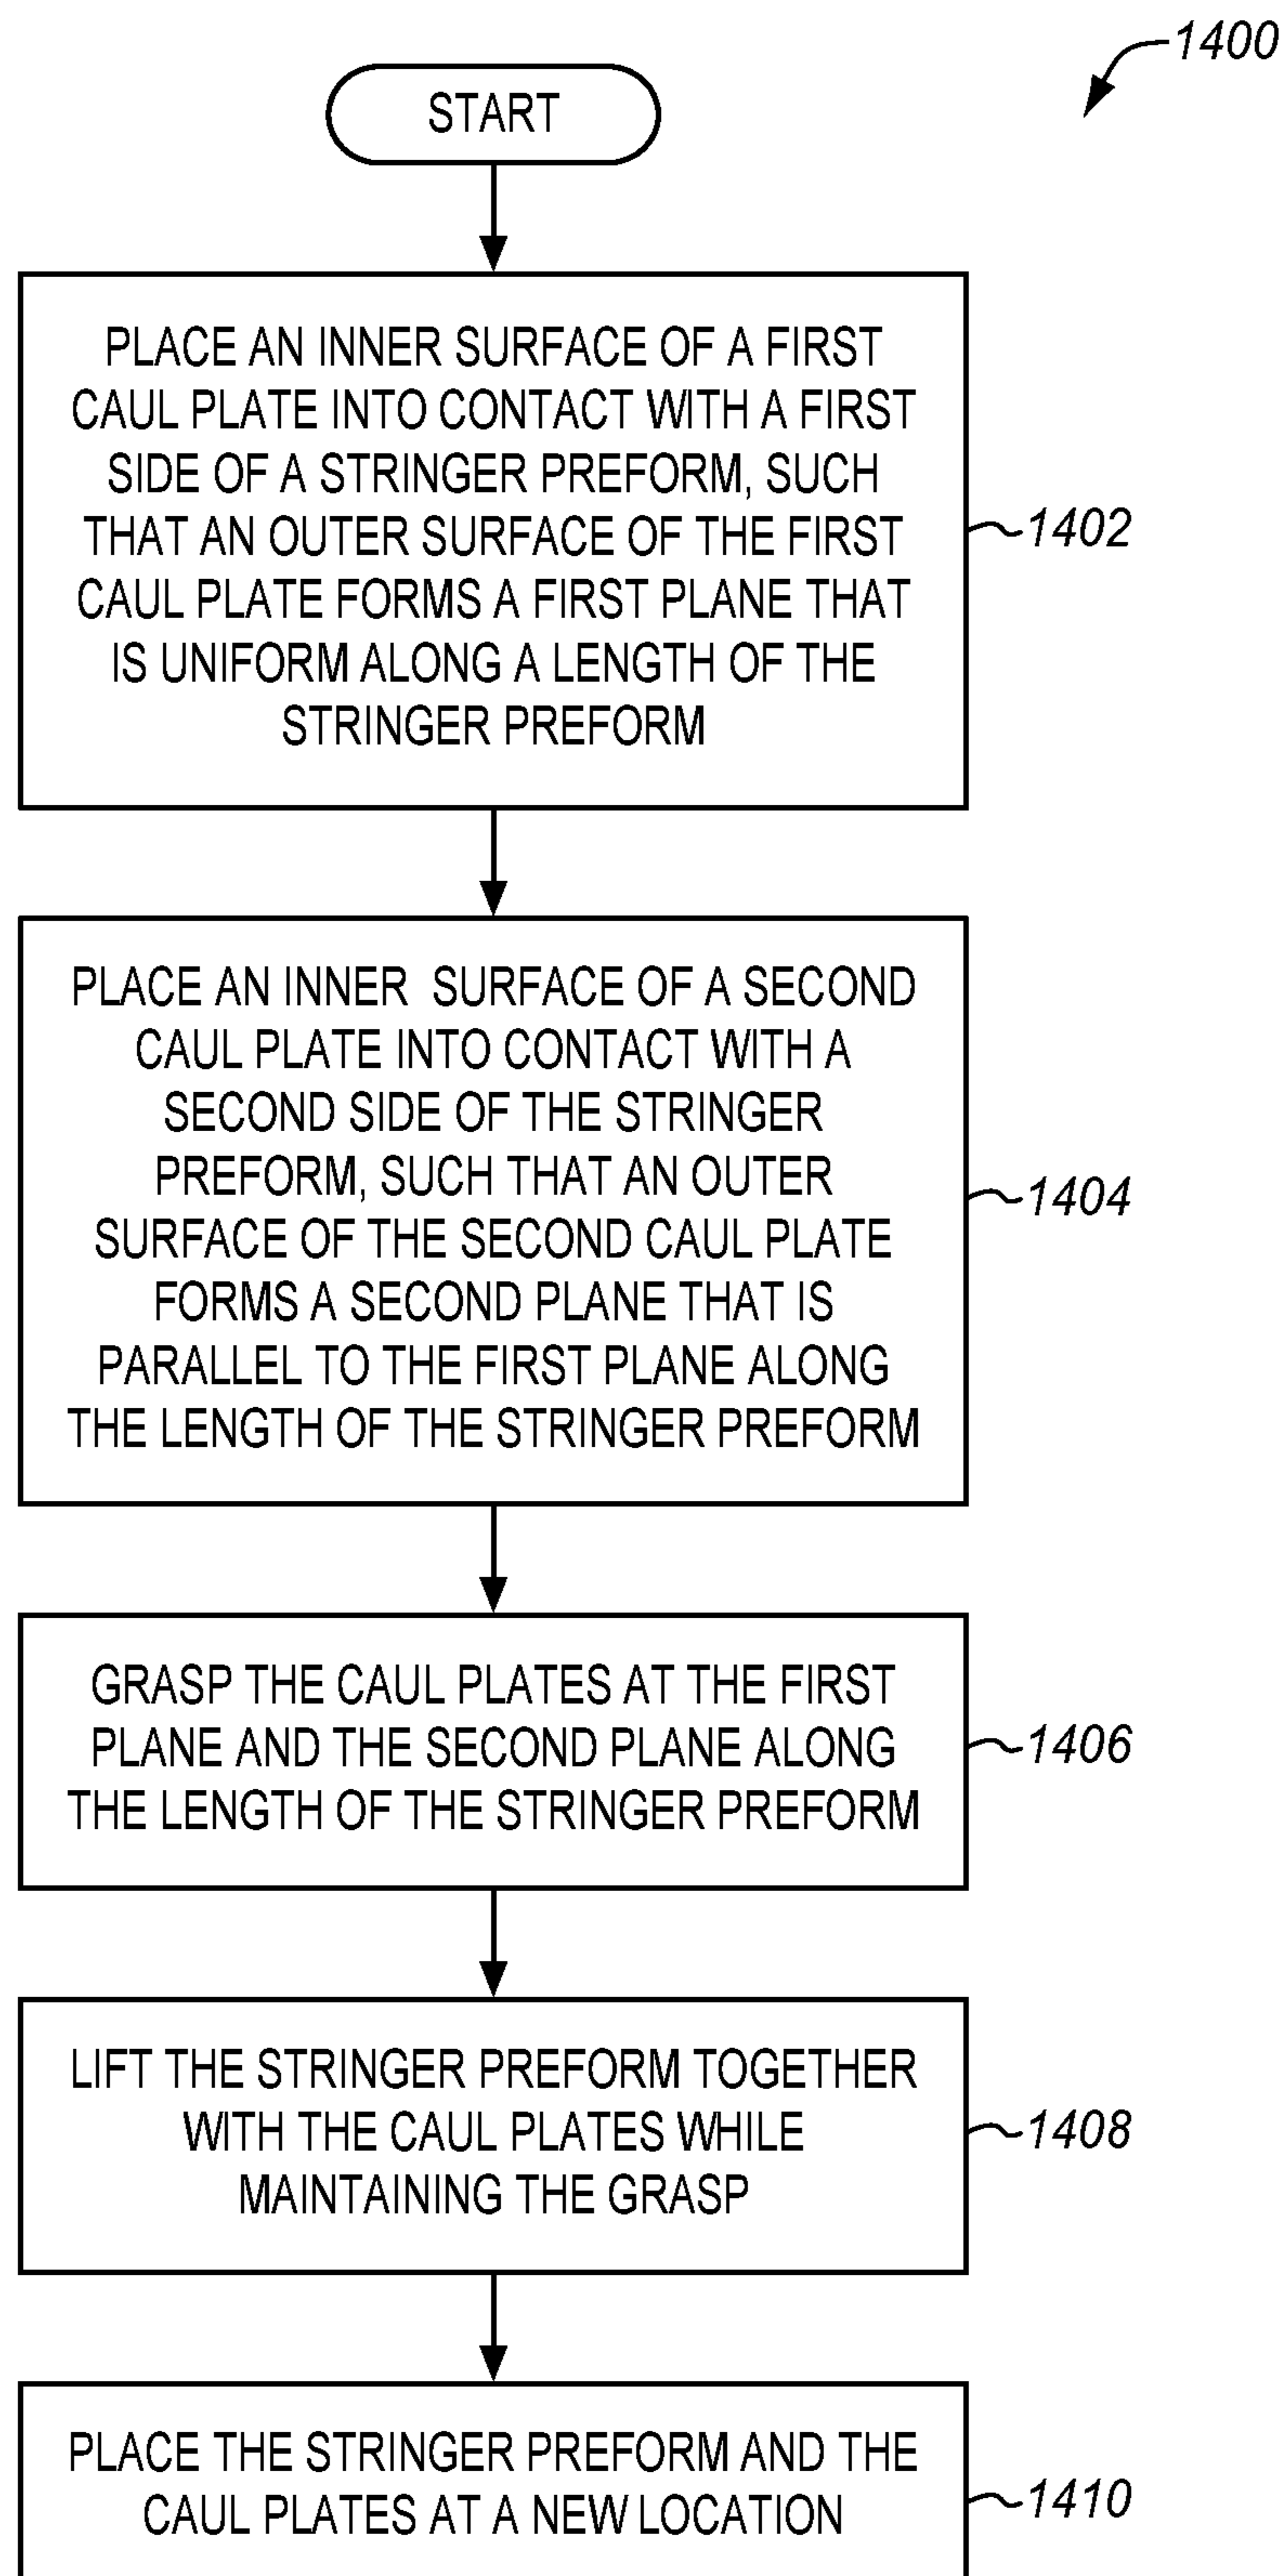 1400
START
PLACE AN INNER SURFACE OF A FIRST
CAUL PLATE INTO CONTACT WITH A FIRST
SIDE OF A STRINGER PREFORM, SUCH
THAT AN OUTER SURFACE OF THE FIRST
CAUL PLATE FORMS A FIRST PLANE THAT
IS UNIFORM ALONG A LENGTH OF THE
STRINGER PREFORM
1402
PLACE AN INNER SURFACE OF A SECOND
CAUL PLATE INTO CONTACT WITH A
SECOND SIDE OF THE STRINGER
PREFORM, SUCH THAT AN OUTER
SURFACE OF THE SECOND CAUL PLATE
FORMS A SECOND PLANE THAT IS
PARALLEL TO THE FIRST PLANE ALONG
THE LENGTH OF THE STRINGER PREFORM
1404
GRASP THE CAUL PLATES AT THE FIRST
PLANE AND THE SECOND PLANE ALONG
THE LENGTH OF THE STRINGER PREFORM
1406
LIFT THE STRINGER PREFORM TOGETHER
WITH THE CAUL PLATES WHILE
MAINTAINING THE GRASP
1408
PLACE THE STRINGER PREFORM AND THE
CAUL PLATES AT A NEW LOCATION
1410